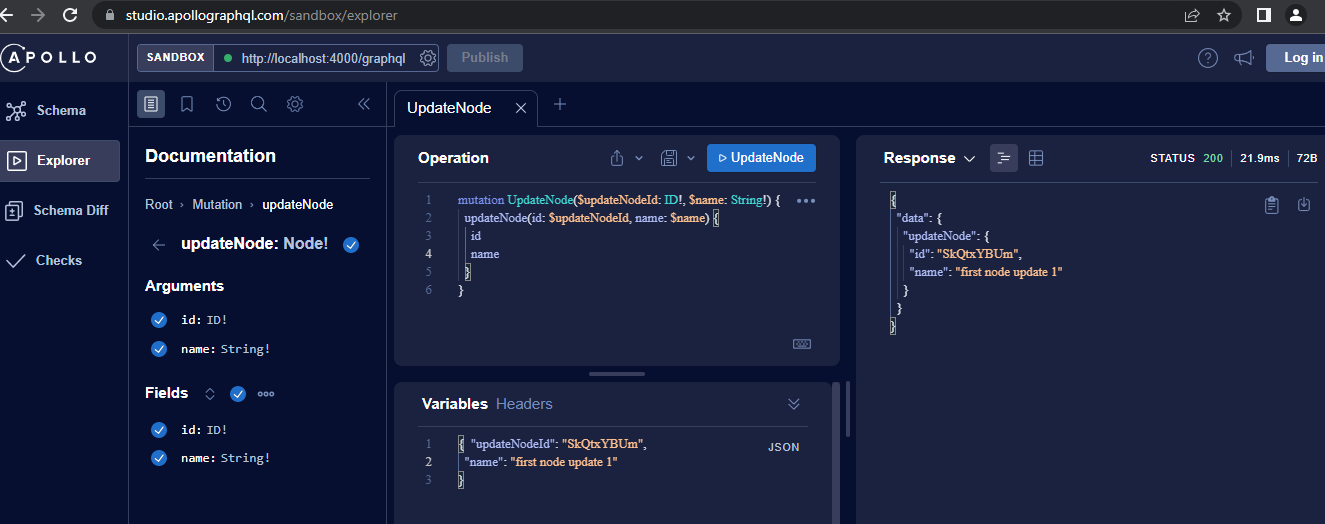 studio.apollographql.com/sandbox/explorer
APOLLO
SANDBOX
http://localhost:4000/graphql
Publish
Log in
Schema
Explorer
Schema Diff
Checks
Documentation
Root › Mutation › updateNode
updateNode: Node!
Arguments
id: ID!
name: String!
Fields
id: ID!
name: String!
UpdateNode
Operation
UpdateNode
1 mutation UpdateNode($updateNodeId: ID!, $name: String!) {
2 updateNode(id: $updateNodeId, name: $name) {
3 id
4 name
5 }
6 }
Variables Headers
JSON
1 { "updateNodeId": "SkQtxYBUm",
2 "name": "first node update 1"
3 }
Response
STATUS 200 21.9ms 72B
{
"data": {
"updateNode": {
"id": "SkQtxYBUm",
"name": "first node update 1"
}
}
}